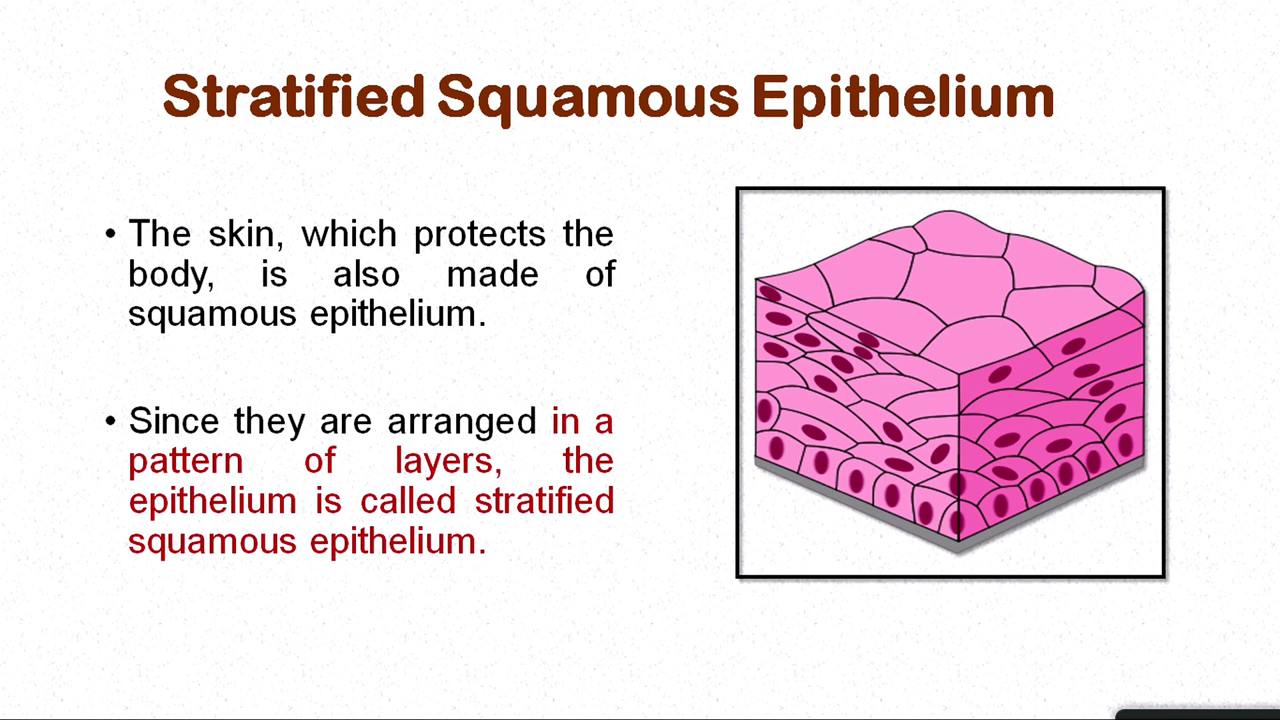 Stratified Squamous Epithelium
• The skin, which protects the
body, is also made of
squamous epithelium.
• Since they are arranged in a
pattern of layers, the
epithelium is called stratified
squamous epithelium.